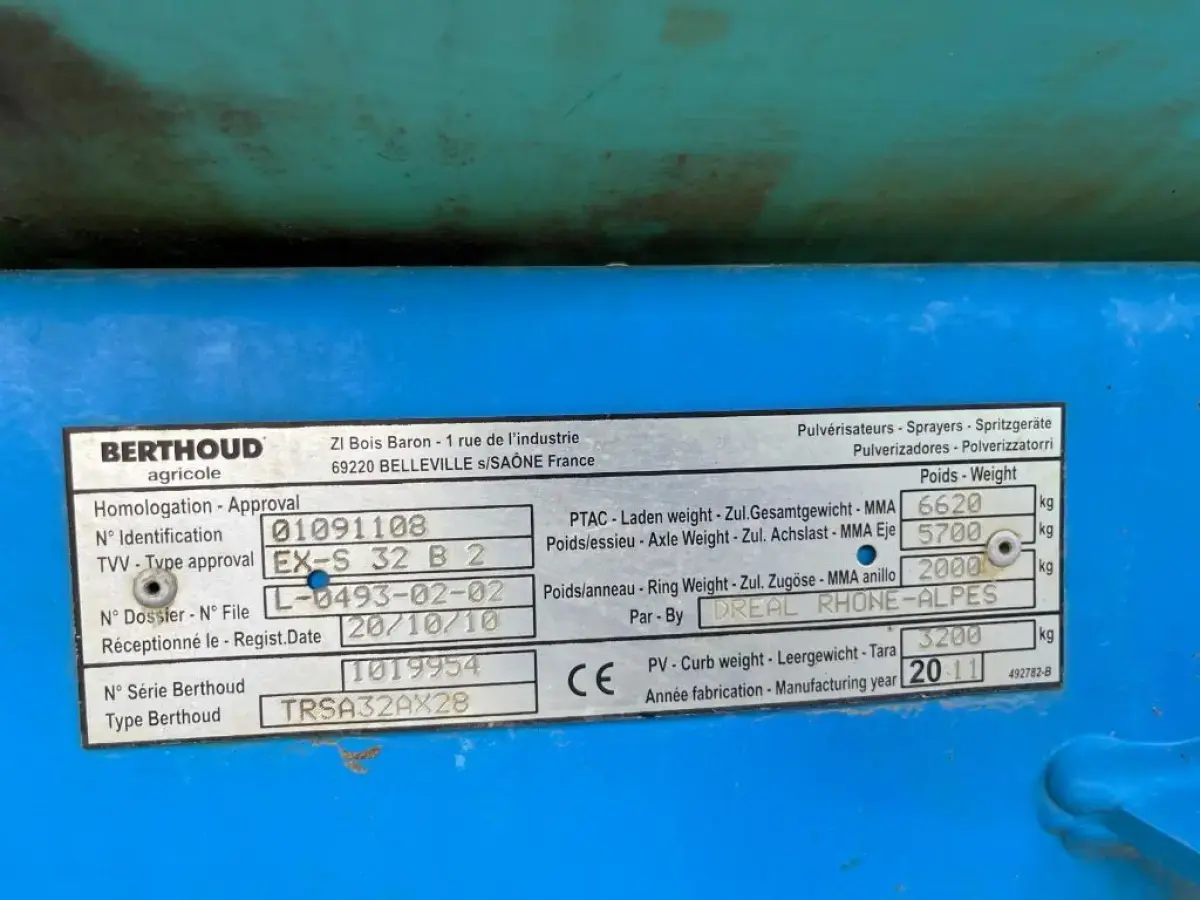 BERTHOUD
agricole
ZI Bois Baron - 1 rue de l'industrie
69220 BELLEVILLE s/SAÔNE France
Pulvérisateurs - Sprayers - Spritzgeräte
Pulverizadores - Polverizzatorri
Homologation - Approval
N° Identification 01091108
TVV - Type approval EX-S 32 B 2
N° Dossier - N° File L-0493-02-02
Réceptionné le - Regist.Date 20/10/10
Poids - Weight
PTAC - Laden weight - Zul.Gesamtgewicht - MMA 6620 kg
Poids/essieu - Axle Weight - Zul. Achslast - MMA Eje 5700 kg
Poids/anneau - Ring Weight - Zul. Zugöse - MMA anillo 2000 kg
Par - By DREAL RHONE-ALPES
N° Série Berthoud 1019954
Type Berthoud TRSA32AX28
CE
PV - Curb weight - Leergewicht - Tara 3200 kg
Année fabrication - Manufacturing year 20 11
492782-B